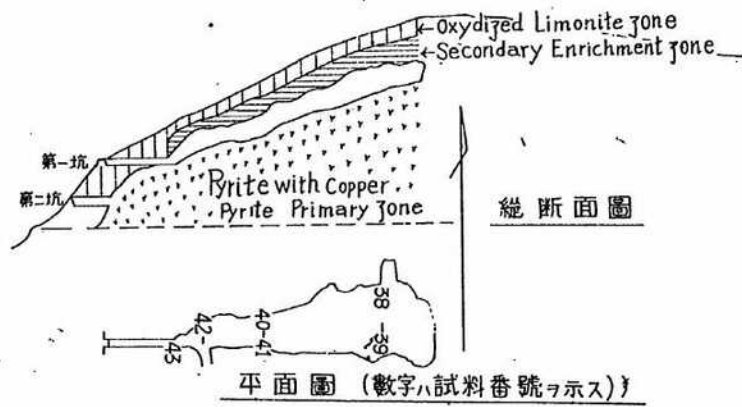 Oxydized Limonite zone
Secondary Enrichment zone
第一坑
第二坑
Pyrite with Copper
Pyrite Primary zone
縱断面圖
38
-39
40-41
42-
43
平面圖 (數字ハ試料番號ヲ示ス)